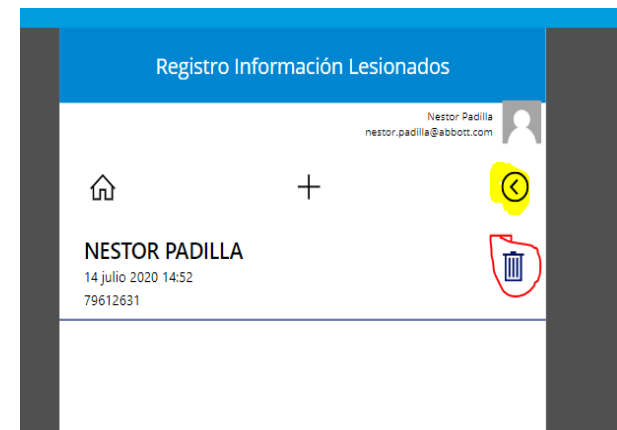 Registro Información Lesionados
Nestor Padilla
nestor.padilla@abbott.com
NESTOR PADILLA
14 julio 2020 14:52
79612631